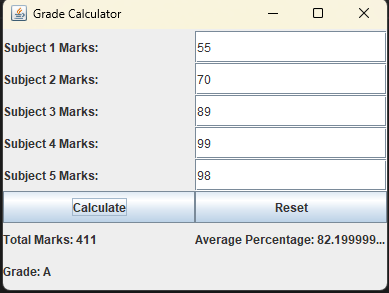 Grade Calculator
Subject 1 Marks: 55
Subject 2 Marks: 70
Subject 3 Marks: 89
Subject 4 Marks: 99
Subject 5 Marks: 98
Calculate Reset
Total Marks: 411 Average Percentage: 82.199999...
Grade: A